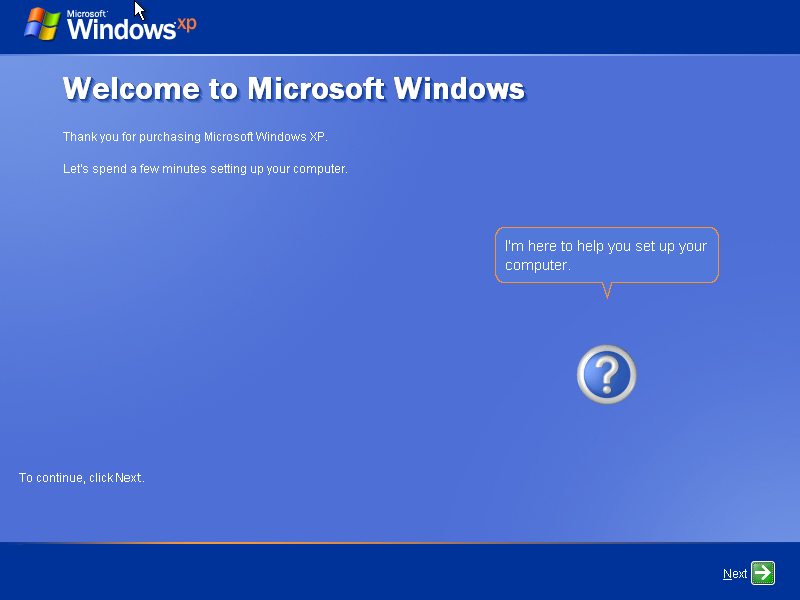 Microsoft®
Windows xp
Welcome to Microsoft Windows
Thank you for purchasing Microsoft Windows XP.
Let's spend a few minutes setting up your computer.
I'm here to help you set up your
computer.
?
To continue, click Next.
Next